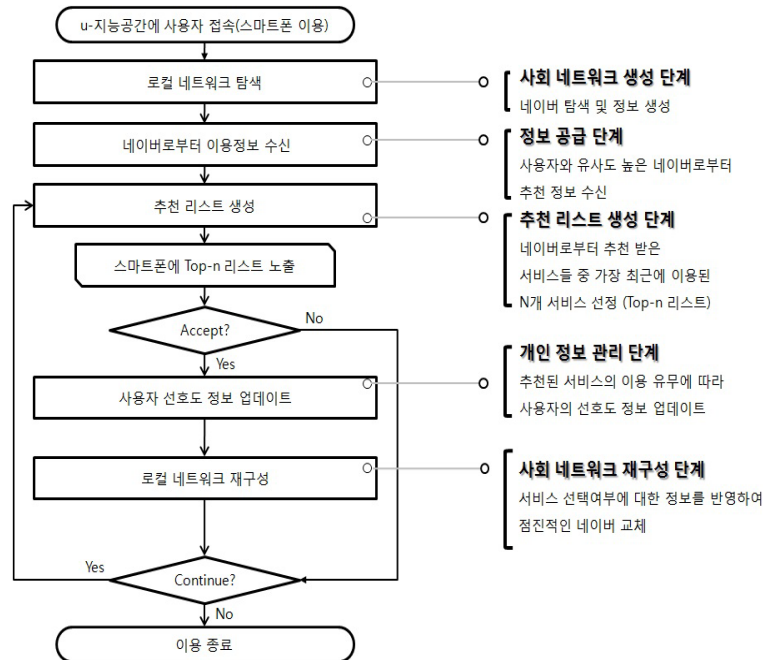 u-지능공간에 사용자 접속(스마트폰 이용)
로컬 네트워크 탐색
사회 네트워크 생성 단계
네이버 탐색 및 정보 생성
네이버로부터 이용정보 수신
정보 공급 단계
사용자와 유사도 높은 네이버로부터
추천 정보 수신
추천 리스트 생성
추천 리스트 생성 단계
네이버로부터 추천 받은
서비스들 중 가장 최근에 이용된
N개 서비스 선정 (Top-n 리스트)
스마트폰에 Top-n 리스트 노출
Accept?
No
Yes
사용자 선호도 정보 업데이트
개인 정보 관리 단계
추천된 서비스의 이용 유무에 따라
사용자의 선호도 정보 업데이트
로컬 네트워크 재구성
사회 네트워크 재구성 단계
서비스 선택여부에 대한 정보를 반영하여
점진적인 네이버 교체
Yes
Continue?
No
이용 종료